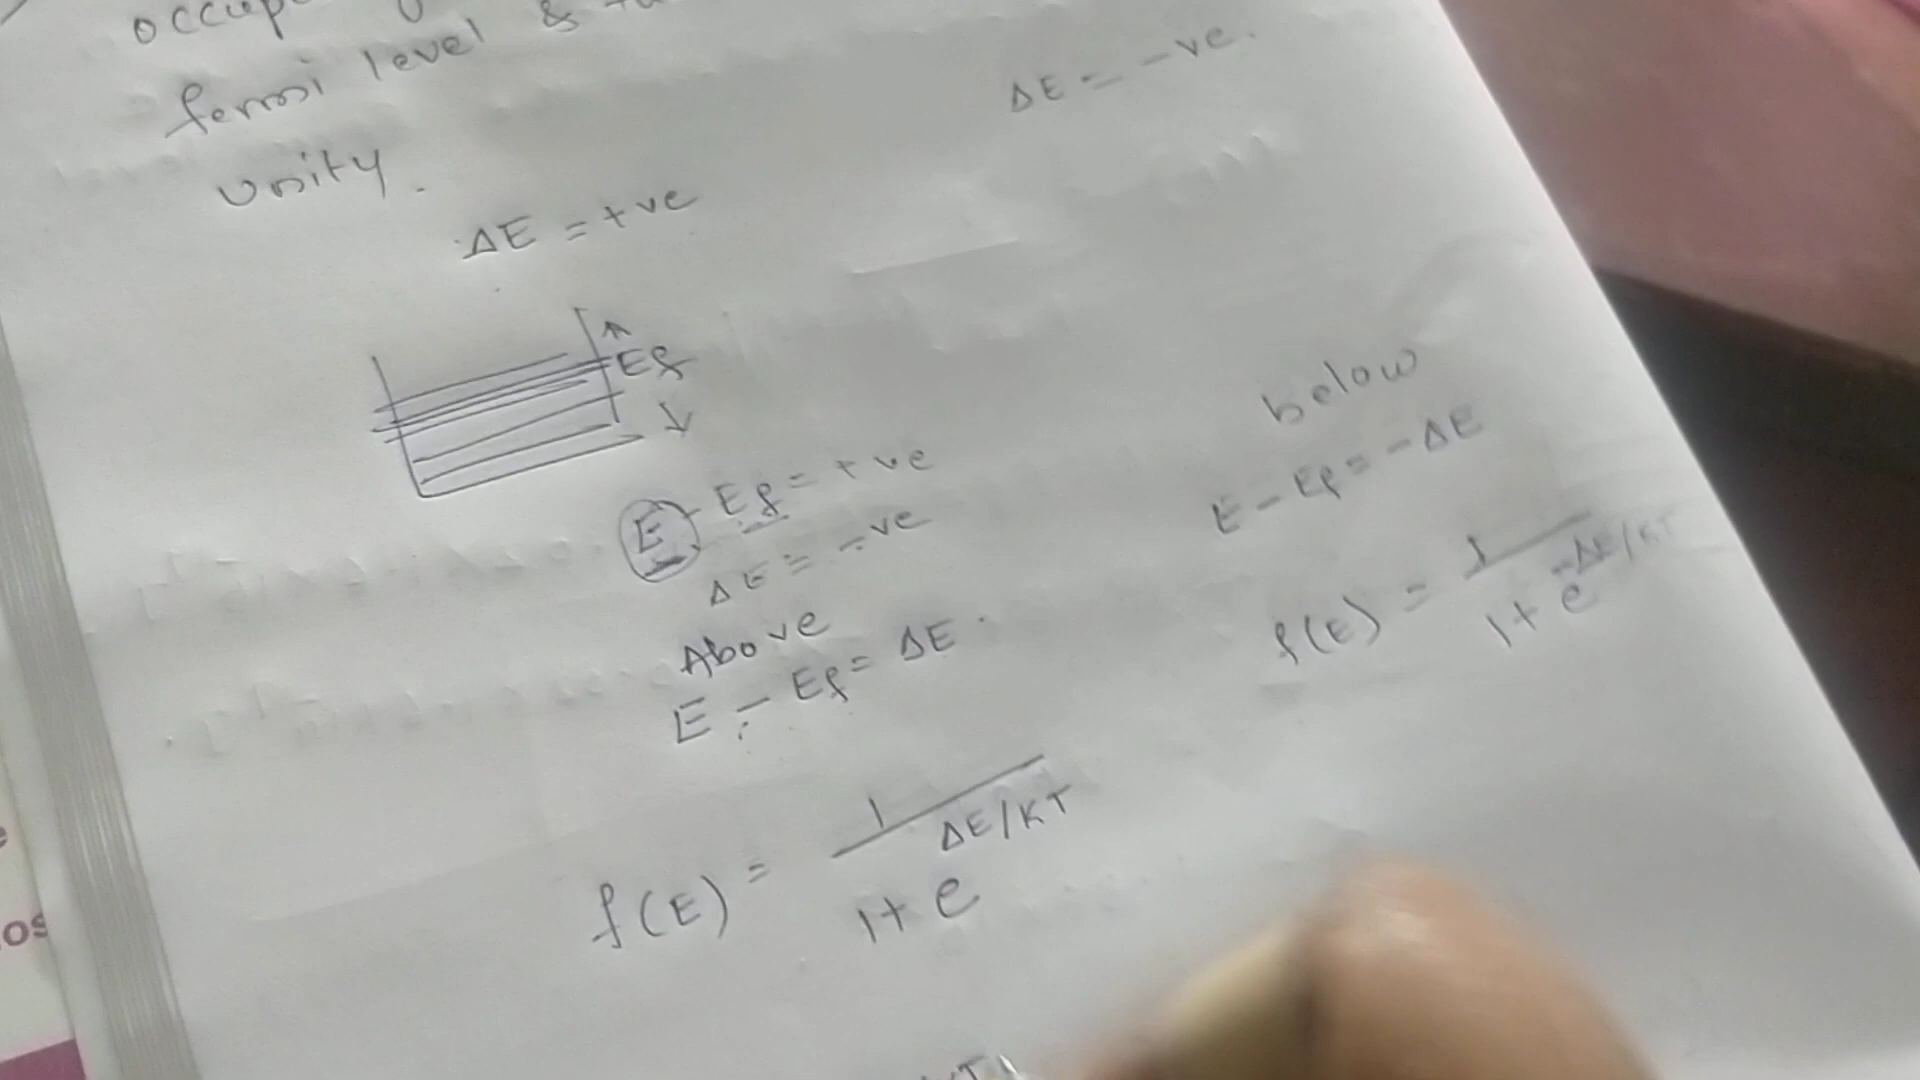 fermi level &
unity.
ΔE = -ve.
ΔE = +ve
Ef
E - Ef = +ve
ΔE = -ve
Above
E - Ef = ΔE.
f(E) = 1 / 1+ e ΔE/KT
below
E - Ef = -ΔE
f(E) = 1 / 1+ e -ΔE/KT
os